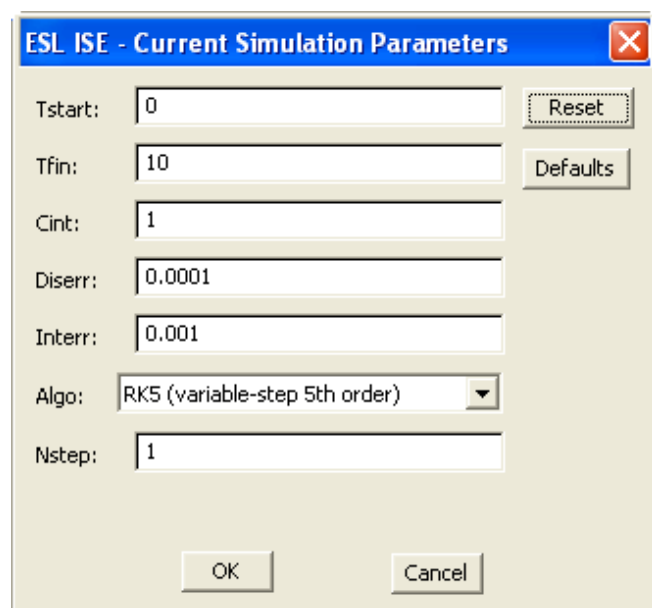 ESL ISE - Current Simulation Parameters
Tstart: 0 Reset
Tfin: 10 Defaults
Cint: 1
Diserr: 0.0001
Interr: 0.001
Algo: RK5 (variable-step 5th order)
Nstep: 1
OK Cancel